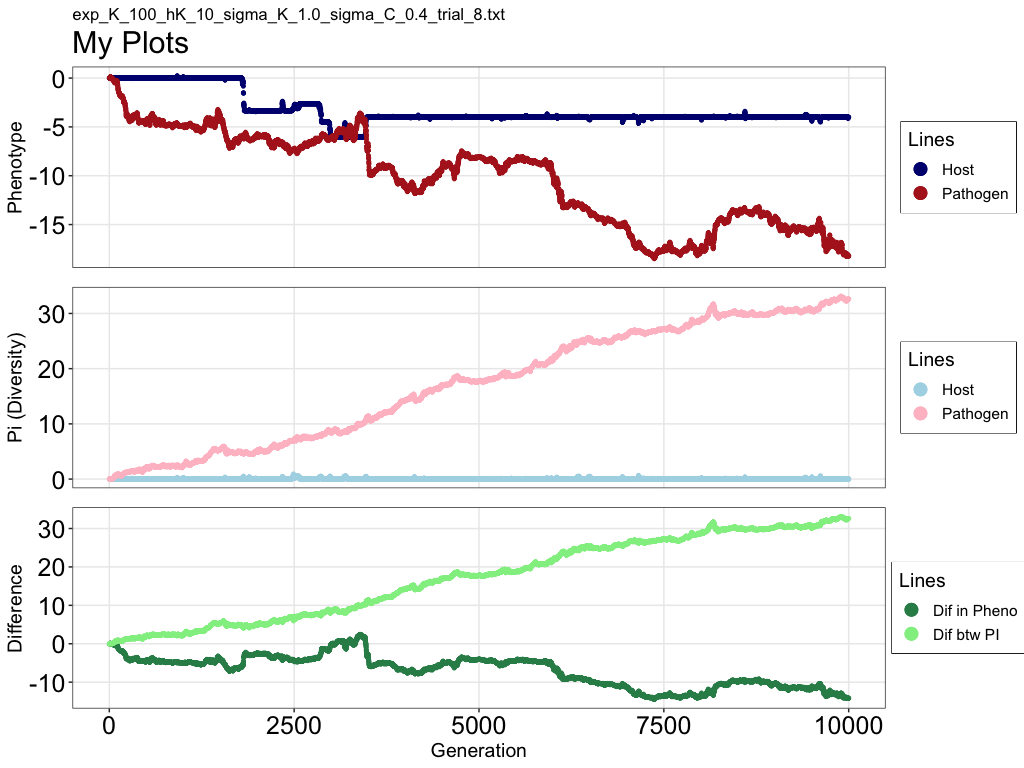 exp_K_100_hK_10_sigma_K_1.0_sigma_C_0.4_trial_8.txt
My Plots
Phenotype
0
-5
-10
-15
Lines
Host
Pathogen
Pi (Diversity)
30
20
10
0
Lines
Host
Pathogen
Difference
30
20
10
0
-10
Lines
Dif in Pheno
Dif btw PI
0 2500 5000 7500 10000
Generation